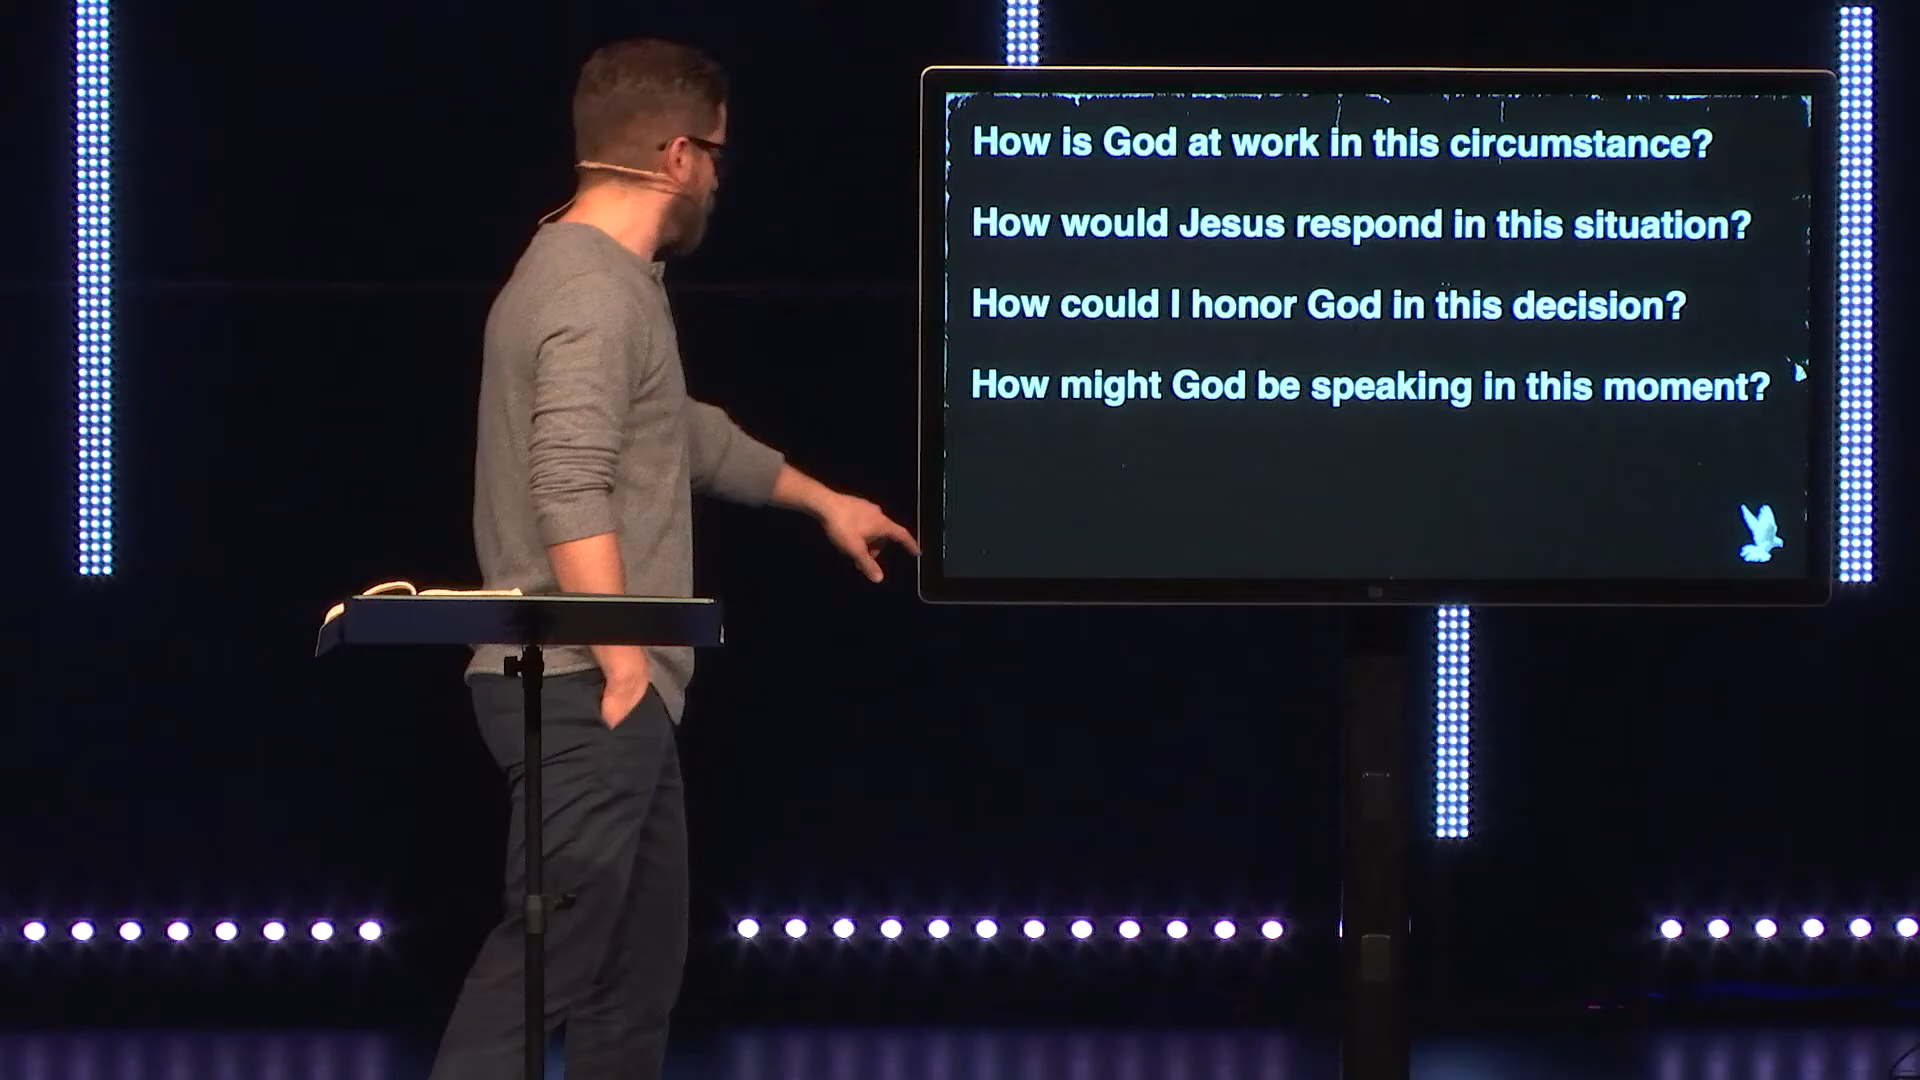 How is God at work in this circumstance?
How would Jesus respond in this situation?
How could I honor God in this decision?
How might God be speaking in this moment?